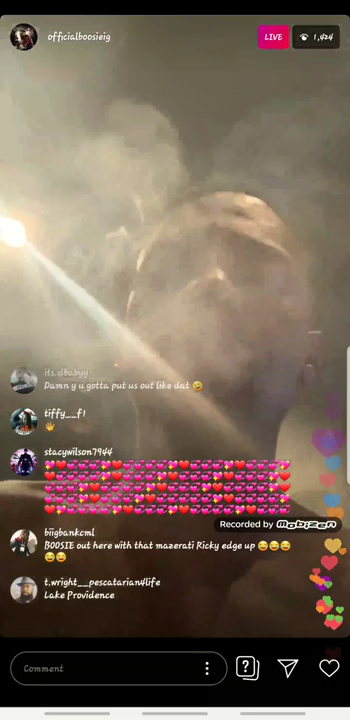 officialboosieig
LIVE
1,424
its.dbabyy
Damn y u gotta put us out like dat 😂
tiffy__f1
👋
stacywilson7944
biigbankcml
BOOSIE out here with that mazerati Ricky edge up 😂😂😂
😂😂
t.wright__pescatarian4life
Lake Providence
Recorded by Mobizen
Comment